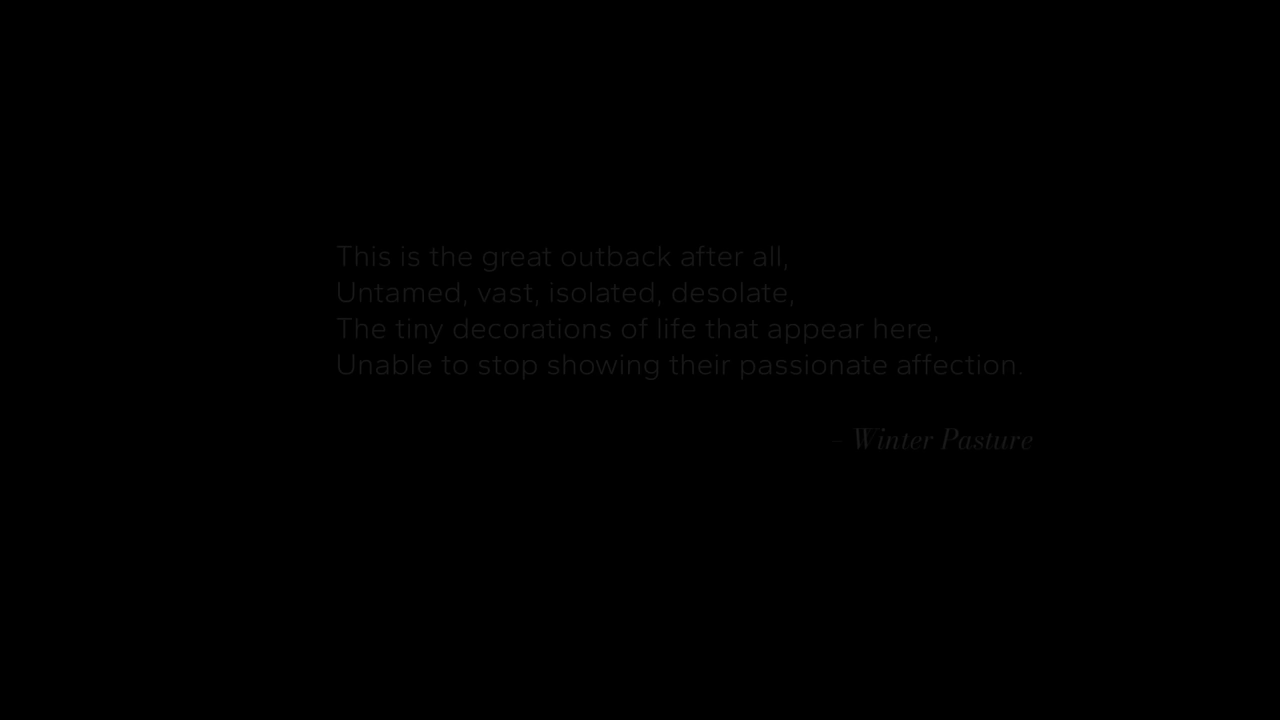 This is the great outback after all,
Untamed, vast, isolated, desolate,
The tiny decorations of life that appear here,
Unable to stop showing their passionate affection.
– Winter Pasture